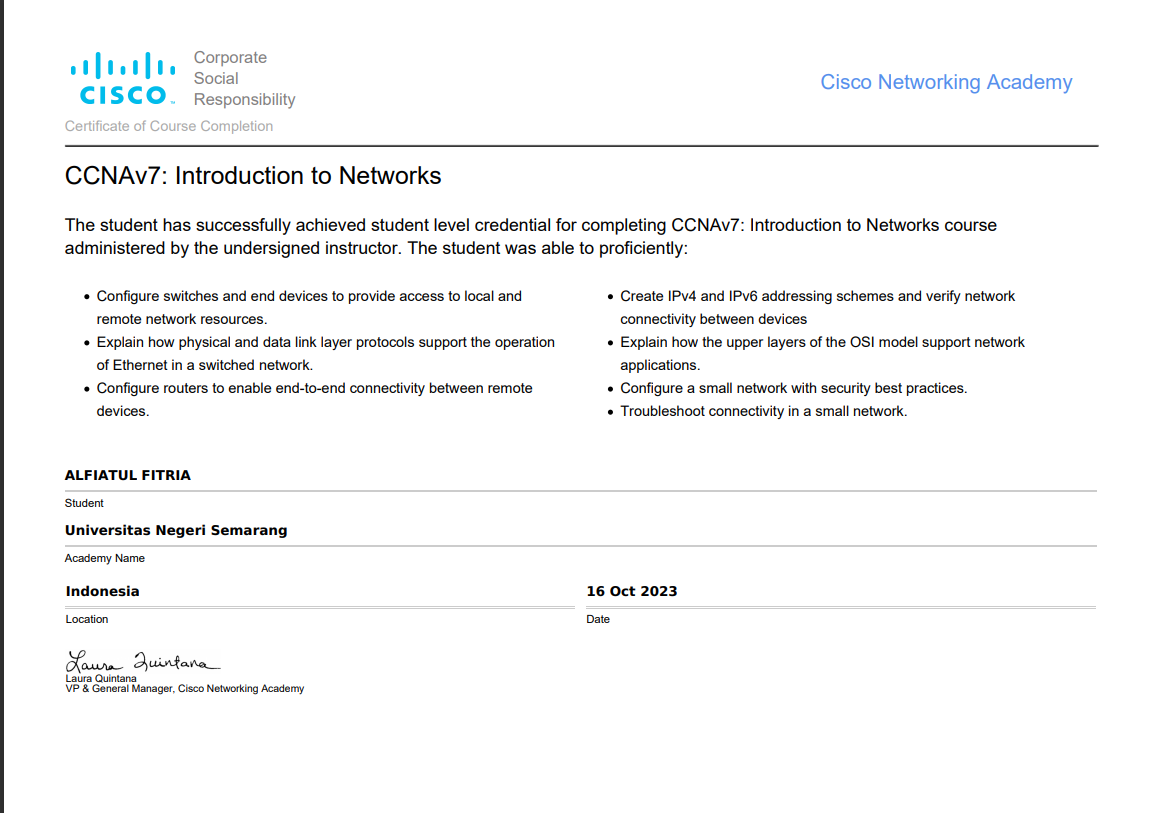 Corporate
Social
Responsibility
CISCO
Cisco Networking Academy
Certificate of Course Completion
CCNAv7: Introduction to Networks
The student has successfully achieved student level credential for completing CCNAv7: Introduction to Networks course
administered by the undersigned instructor. The student was able to proficiently:
• Configure switches and end devices to provide access to local and
remote network resources.
• Explain how physical and data link layer protocols support the operation
of Ethernet in a switched network.
• Configure routers to enable end-to-end connectivity between remote
devices.
• Create IPv4 and IPv6 addressing schemes and verify network
connectivity between devices
• Explain how the upper layers of the OSI model support network
applications.
• Configure a small network with security best practices.
• Troubleshoot connectivity in a small network.
ALFIATUL FITRIA
Student
Universitas Negeri Semarang
Academy Name
Indonesia
Location
16 Oct 2023
Date
Laura Quintana
Laura Quintana
VP & General Manager, Cisco Networking Academy